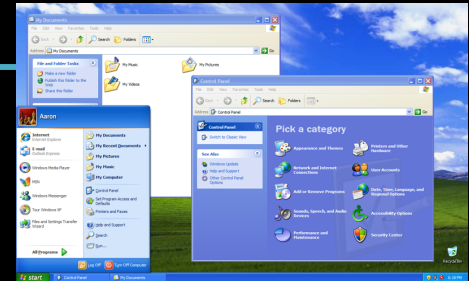 My Documents
File Edit View Favorites Tools Help
Back Search Folders
Address My Documents Go
File and Folder Tasks
Make a new folder
Publish this folder to the Web
Share this folder
My Music
My Pictures
My Videos
Control Panel
File Edit View Favorites Tools Help
Back Search Folders
Address Control Panel Go
Control Panel
Switch to Classic View
See Also
Windows Update
Help and Support
Other Control Panel Options
Pick a category
Appearance and Themes
Printers and Other Hardware
Network and Internet Connections
User Accounts
Add or Remove Programs
Date, Time, Language, and Regional Options
Sounds, Speech, and Audio Devices
Accessibility Options
Performance and Maintenance
Security Center
Aaron
Internet
Internet Explorer
E-mail
Outlook Express
Windows Media Player
MSN
Windows Messenger
Tour Windows XP
Files and Settings Transfer Wizard
All Programs
My Documents
My Recent Documents
My Pictures
My Music
My Computer
Control Panel
Set Program Access and Defaults
Printers and Faxes
Help and Support
Search
Run...
Log Off Turn Off Computer
Recycle Bin
start Control Panel My Documents